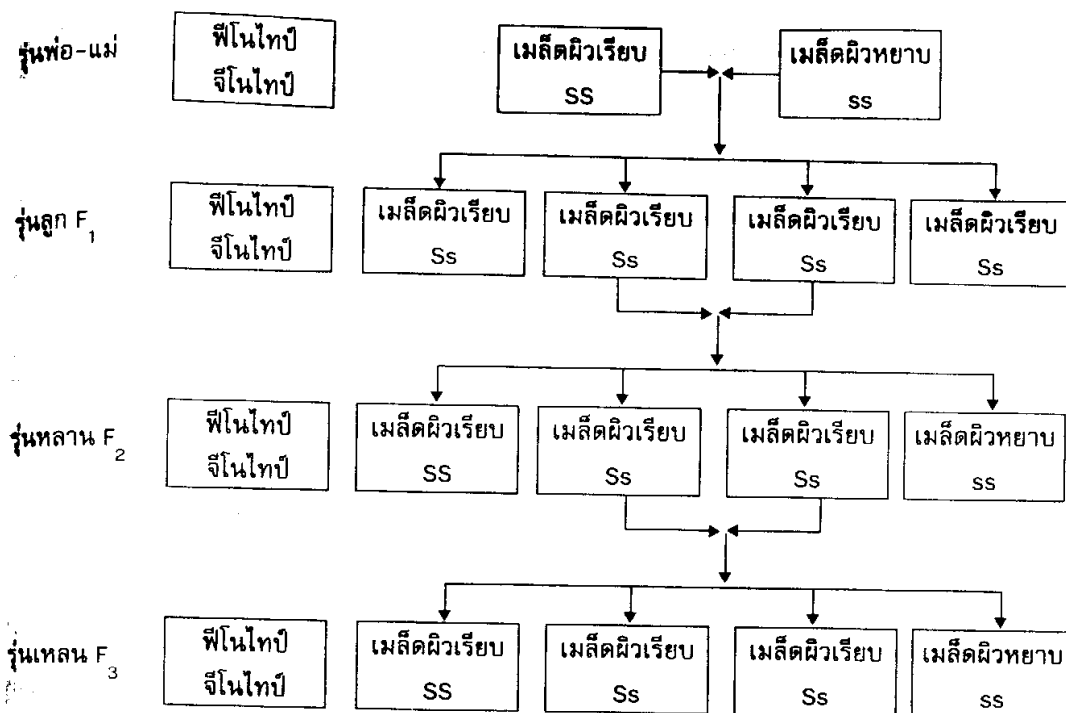 รุ่นพ่อ-แม่
ฟีโนไทป์
จีโนไทป์
เมล็ดผิวเรียบ
SS
เมล็ดผิวหยาบ
ss
รุ่นลูก F1
ฟีโนไทป์
จีโนไทป์
เมล็ดผิวเรียบ
Ss
เมล็ดผิวเรียบ
Ss
เมล็ดผิวเรียบ
Ss
เมล็ดผิวเรียบ
Ss
รุ่นหลาน F2
ฟีโนไทป์
จีโนไทป์
เมล็ดผิวเรียบ
SS
เมล็ดผิวเรียบ
Ss
เมล็ดผิวเรียบ
Ss
เมล็ดผิวหยาบ
ss
รุ่นเหลน F3
ฟีโนไทป์
จีโนไทป์
เมล็ดผิวเรียบ
SS
เมล็ดผิวเรียบ
Ss
เมล็ดผิวเรียบ
Ss
เมล็ดผิวหยาบ
ss